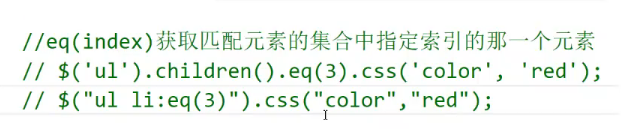 //eq(index)获取匹配元素的集合中指定索引的那一个元素
// $('ul').children().eq(3).css('color', 'red');
// $("ul li:eq(3)").css("color","red");